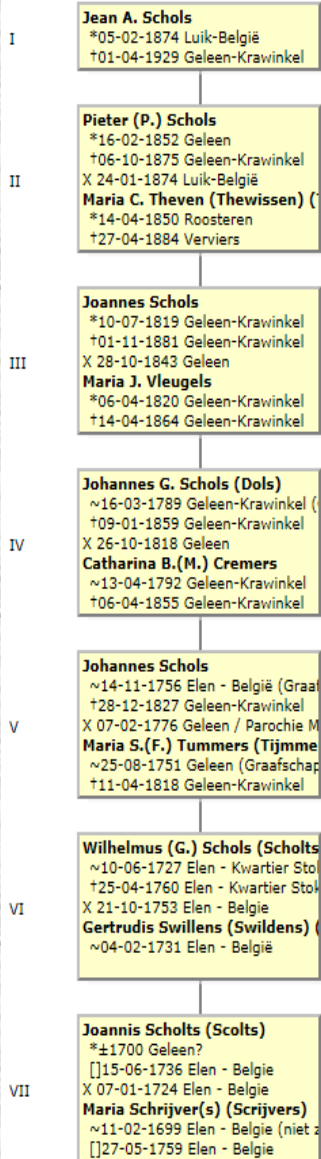 I
Jean A. Schols
*05-02-1874 Luik-België
†01-04-1929 Geleen-Krawinkel
II
Pieter (P.) Schols
*16-02-1852 Geleen
†06-10-1875 Geleen-Krawinkel
X 24-01-1874 Luik-België
Maria C. Theven (Thewissen) (
*14-04-1850 Roosteren
†27-04-1884 Verviers
III
Joannes Schols
*10-07-1819 Geleen-Krawinkel
†01-11-1881 Geleen-Krawinkel
X 28-10-1843 Geleen
Maria J. Vleugels
*06-04-1820 Geleen-Krawinkel
†14-04-1864 Geleen-Krawinkel
IV
Johannes G. Schols (Dols)
~16-03-1789 Geleen-Krawinkel (
†09-01-1859 Geleen-Krawinkel
X 26-10-1818 Geleen
Catharina B.(M.) Cremers
~13-04-1792 Geleen-Krawinkel
†06-04-1855 Geleen-Krawinkel
V
Johannes Schols
~14-11-1756 Elen - België (Graaf
†28-12-1827 Geleen-Krawinkel
X 07-02-1776 Geleen / Parochie M
Maria S.(F.) Tummers (Tijmme
~25-08-1751 Geleen (Graafschap
†11-04-1818 Geleen-Krawinkel
VI
Wilhelmus (G.) Schols (Scholts
~10-06-1727 Elen - Kwartier Stok
†25-04-1760 Elen - Kwartier Stok
X 21-10-1753 Elen - Belgie
Gertrudis Swillens (Swildens) (
~04-02-1731 Elen - België
VII
Joannis Scholts (Scolts)
*±1700 Geleen?
[]15-06-1736 Elen - Belgie
X 07-01-1724 Elen - Belgie
Maria Schrijver(s) (Scrijvers)
~11-02-1699 Elen - Belgie (niet z
[]27-05-1759 Elen - Belgie